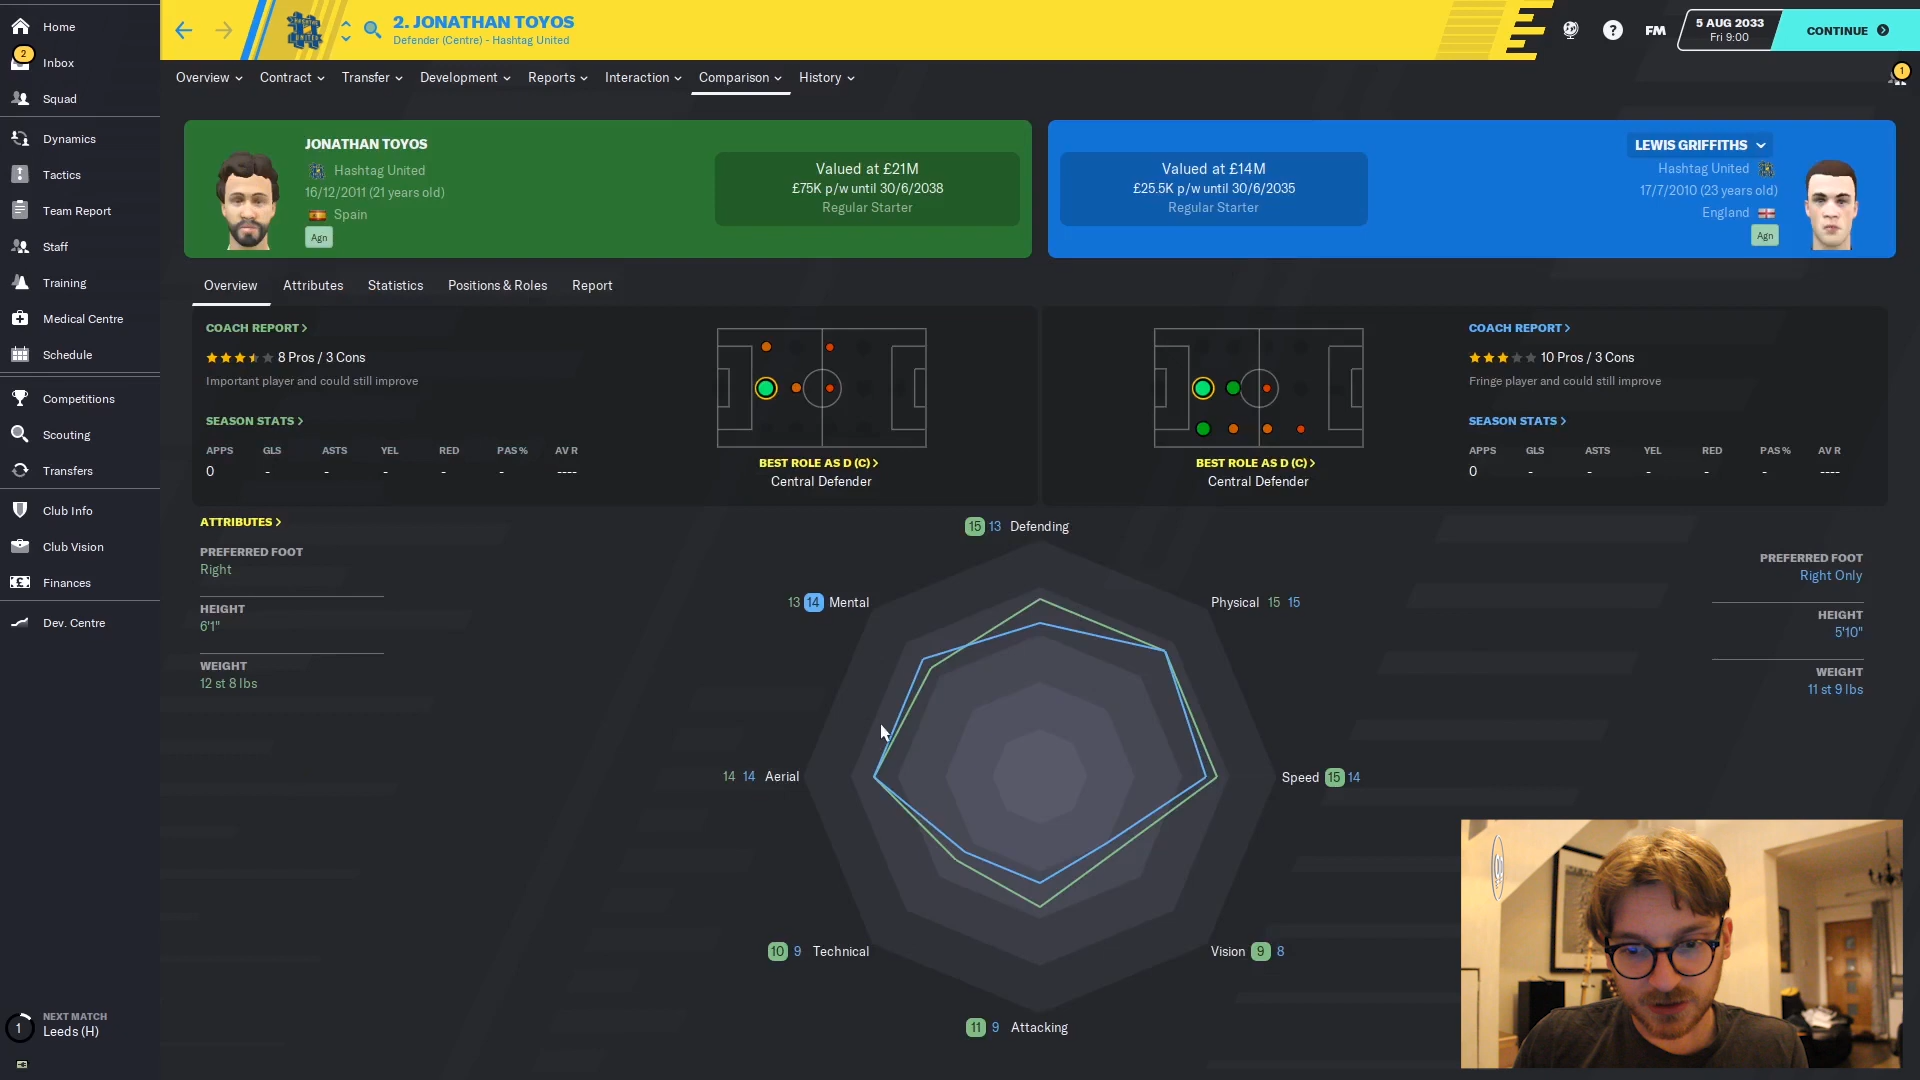 Home
2
Inbox
Squad
Dynamics
Tactics
Team Report
Staff
Training
Medical Centre
Schedule
Competitions
Scouting
Transfers
Club Info
Club Vision
Finances
Dev. Centre
1
NEXT MATCH
Leeds (H)
2. JONATHAN TOYOS
Defender (Centre) - Hashtag United
?
FM
5 AUG 2033
Fri 9:00
CONTINUE
Overview Contract Transfer Development Reports Interaction Comparison History
1
JONATHAN TOYOS
Hashtag United
16/12/2011 (21 years old)
Spain
Agn
Valued at £21M
£75K p/w until 30/6/2038
Regular Starter
Valued at £14M
£25.5K p/w until 30/6/2035
Regular Starter
LEWIS GRIFFITHS
Hashtag United
17/7/2010 (23 years old)
England
Agn
Overview Attributes Statistics Positions & Roles Report
COACH REPORT >
8 Pros / 3 Cons
Important player and could still improve
SEASON STATS >
APPS GLS ASTS YEL RED PAS % AV R
0 - - - - - ----
BEST ROLE AS D (C) >
Central Defender
BEST ROLE AS D (C) >
Central Defender
COACH REPORT >
10 Pros / 3 Cons
Fringe player and could still improve
SEASON STATS >
APPS GLS ASTS YEL RED PAS % AV R
0 - - - - - ----
ATTRIBUTES >
PREFERRED FOOT
Right
HEIGHT
6'1"
WEIGHT
12 st 8 lbs
15 13 Defending
13 14 Mental
Physical 15 15
14 14 Aerial
Speed 15 14
10 9 Technical
Vision 9 8
11 9 Attacking
PREFERRED FOOT
Right Only
HEIGHT
5'10"
WEIGHT
11 st 9 lbs